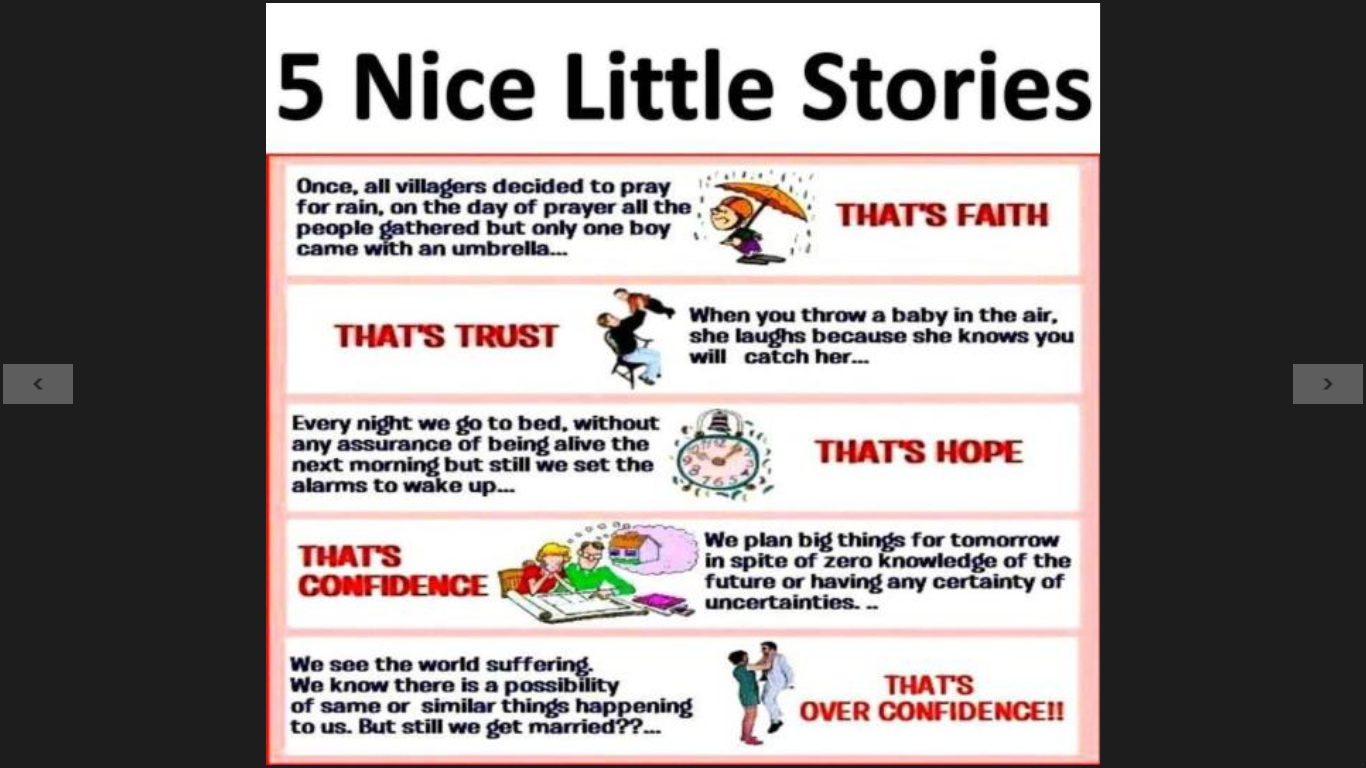 5 Nice Little Stories
Once, all villagers decided to pray
for rain, on the day of prayer all the
people gathered but only one boy
came with an umbrella...
THAT'S FAITH
THAT'S TRUST
When you throw a baby in the air,
she laughs because she knows you
will catch her...
Every night we go to bed, without
any assurance of being alive the
next morning but still we set the
alarms to wake up...
THAT'S HOPE
THAT'S
CONFIDENCE
We plan big things for tomorrow
in spite of zero knowledge of the
future or having any certainty of
uncertainties. ..
We see the world suffering.
We know there is a possibility
of same or similar things happening
to us. But still we get married??...
THAT'S
OVER CONFIDENCE!!